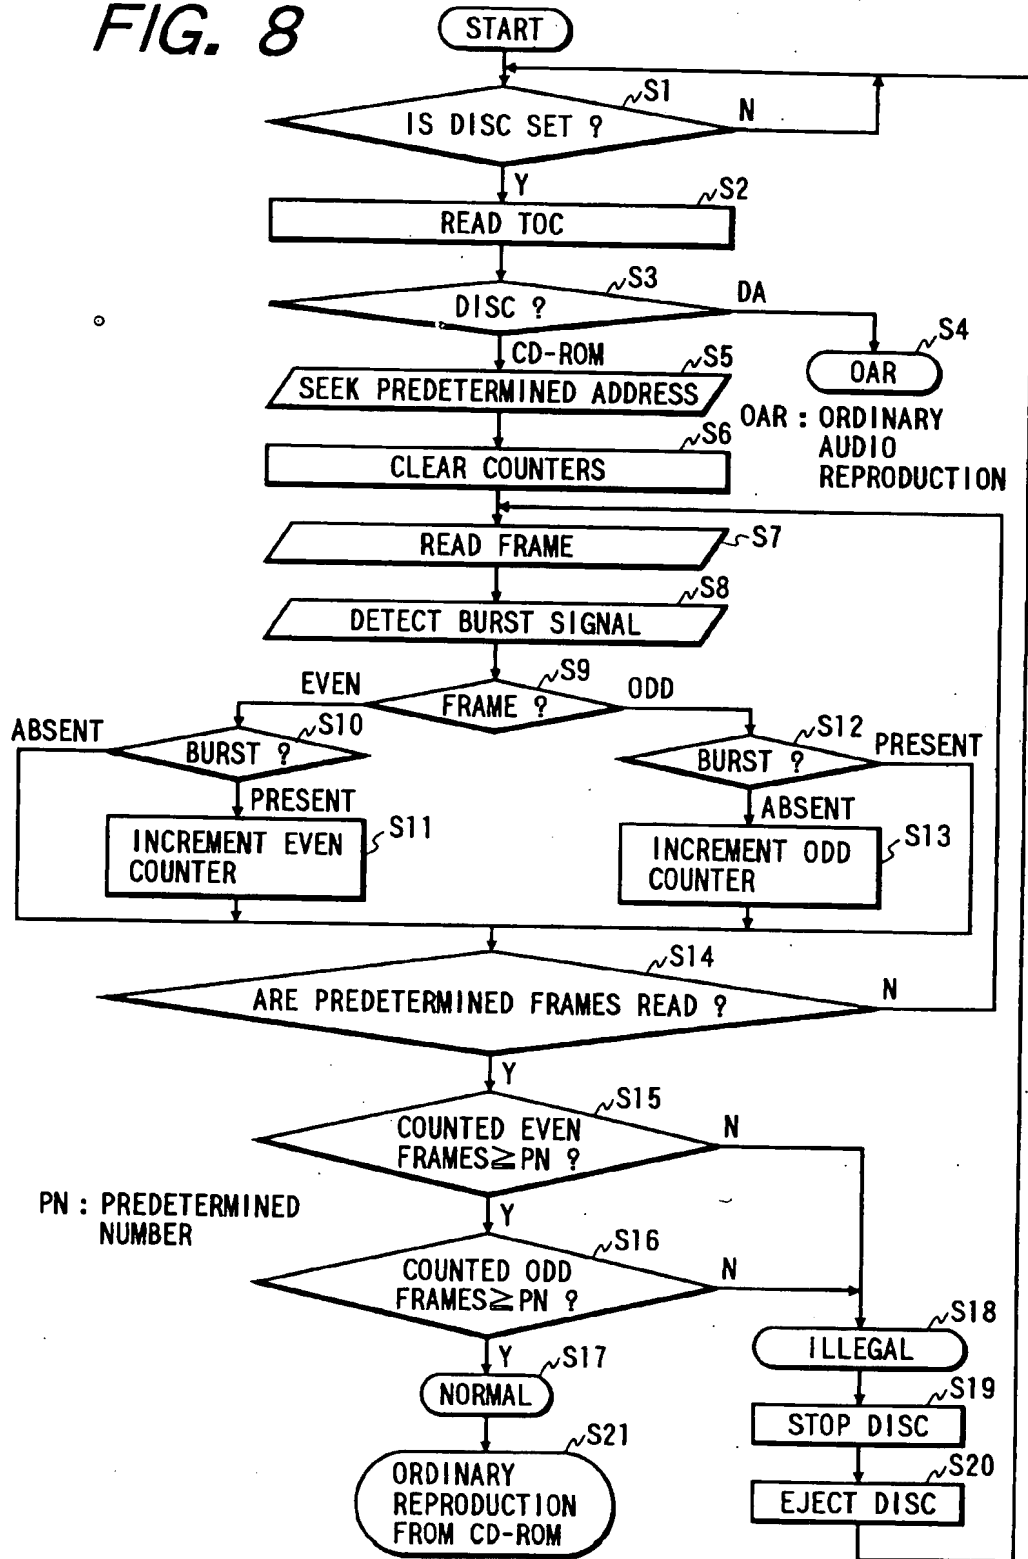 FIG. 8
START
S1
IS DISC SET ?
N
Y
S2
READ TOC
S3
DISC ?
DA
S4
OAR
CD-ROM
S5
SEEK PREDETERMINED ADDRESS
OAR : ORDINARY
AUDIO
REPRODUCTION
S6
CLEAR COUNTERS
READ FRAME
S7
S8
DETECT BURST SIGNAL
S9
EVEN
FRAME ?
ODD
ABSENT
S10
BURST ?
S12
BURST ?
PRESENT
PRESENT
S11
INCREMENT EVEN
COUNTER
ABSENT
S13
INCREMENT ODD
COUNTER
S14
ARE PREDETERMINED FRAMES READ ?
N
Y
S15
COUNTED EVEN
FRAMES≧PN ?
N
PN : PREDETERMINED
NUMBER
Y
S16
COUNTED ODD
FRAMES≧PN ?
N
S18
ILLEGAL
Y
S17
NORMAL
S19
STOP DISC
S21
ORDINARY
REPRODUCTION
FROM CD-ROM
S20
EJECT DISC